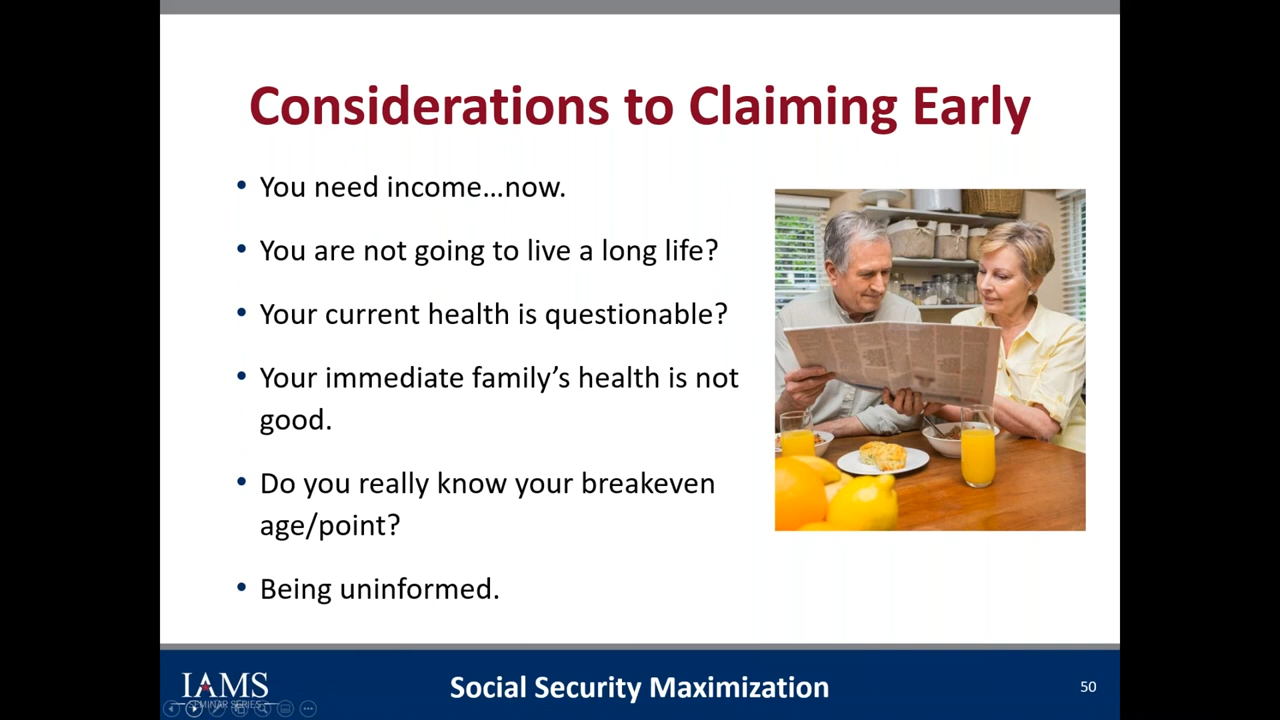 Considerations to Claiming Early
• You need income…now.
• You are not going to live a long life?
• Your current health is questionable?
• Your immediate family’s health is not
good.
• Do you really know your breakeven
age/point?
• Being uninformed.
IAMS
SEMINAR SERIES
Social Security Maximization
50